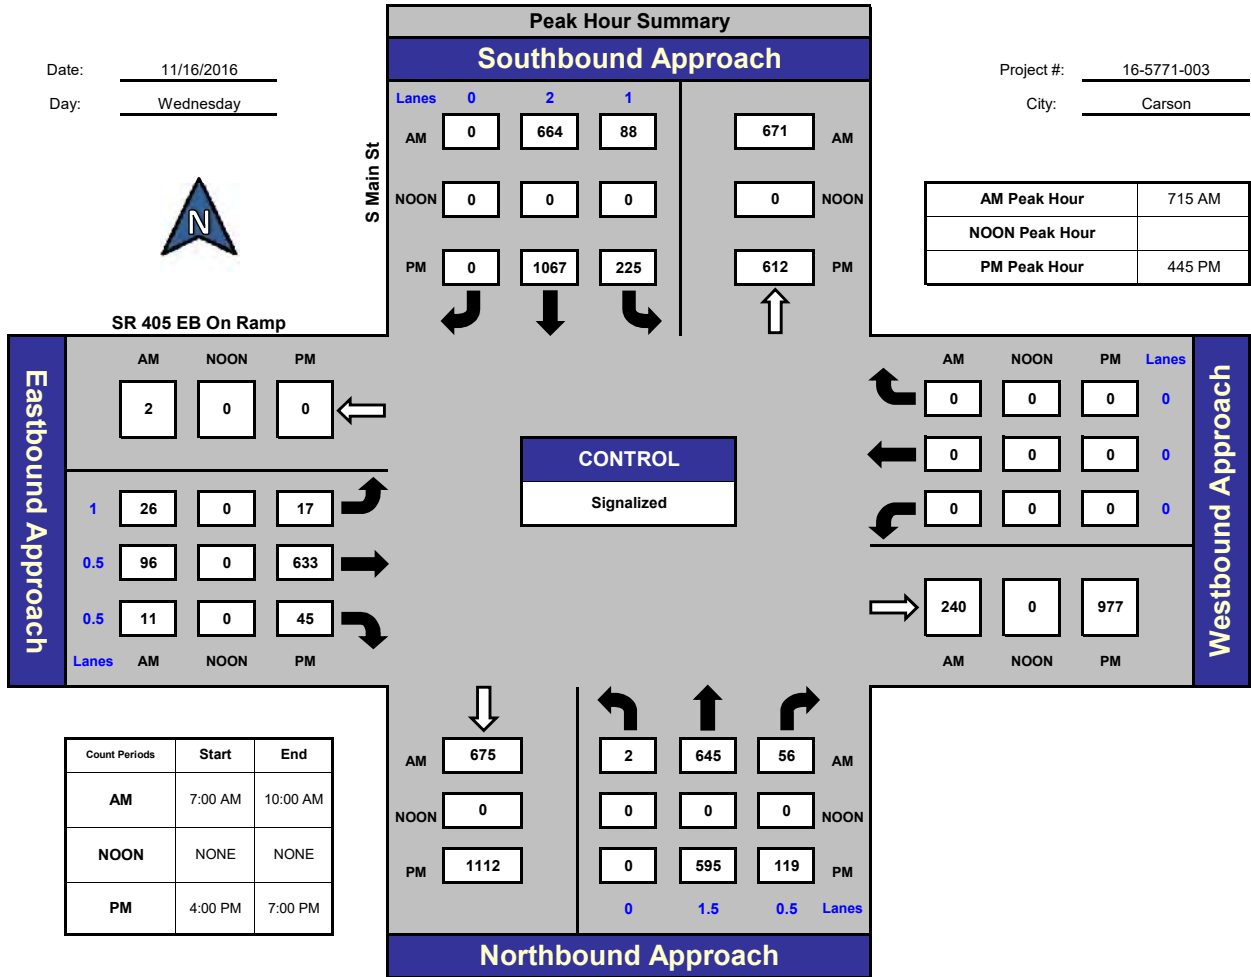 Peak Hour Summary
Southbound Approach
Date: 11/16/2016
Day: Wednesday
Project #: 16-5771-003
City: Carson
N
S Main St
Lanes 0 2 1
AM 0 664 88 671 AM
NOON 0 0 0 0 NOON
PM 0 1067 225 612 PM
AM Peak Hour 715 AM
NOON Peak Hour
PM Peak Hour 445 PM
SR 405 EB On Ramp
Eastbound Approach
AM NOON PM
2 0 0
1 26 0 17
0.5 96 0 633
0.5 11 0 45
Lanes AM NOON PM
CONTROL
Signalized
AM NOON PM Lanes
0 0 0 0
0 0 0 0
0 0 0 0
240 0 977
AM NOON PM
Westbound Approach
Count Periods Start End
AM 7:00 AM 10:00 AM
NOON NONE NONE
PM 4:00 PM 7:00 PM
AM 675 2 645 56 AM
NOON 0 0 0 0 NOON
PM 1112 0 595 119 PM
0 1.5 0.5 Lanes
Northbound Approach